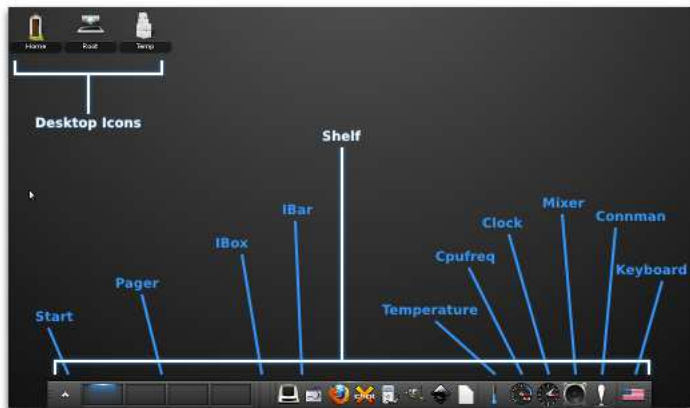 Home Root Temp
Desktop Icons
Shelf
Mixer
IBar
Connman
Clock
IBox
Cpufreq
Keyboard
Pager
Temperature
Start